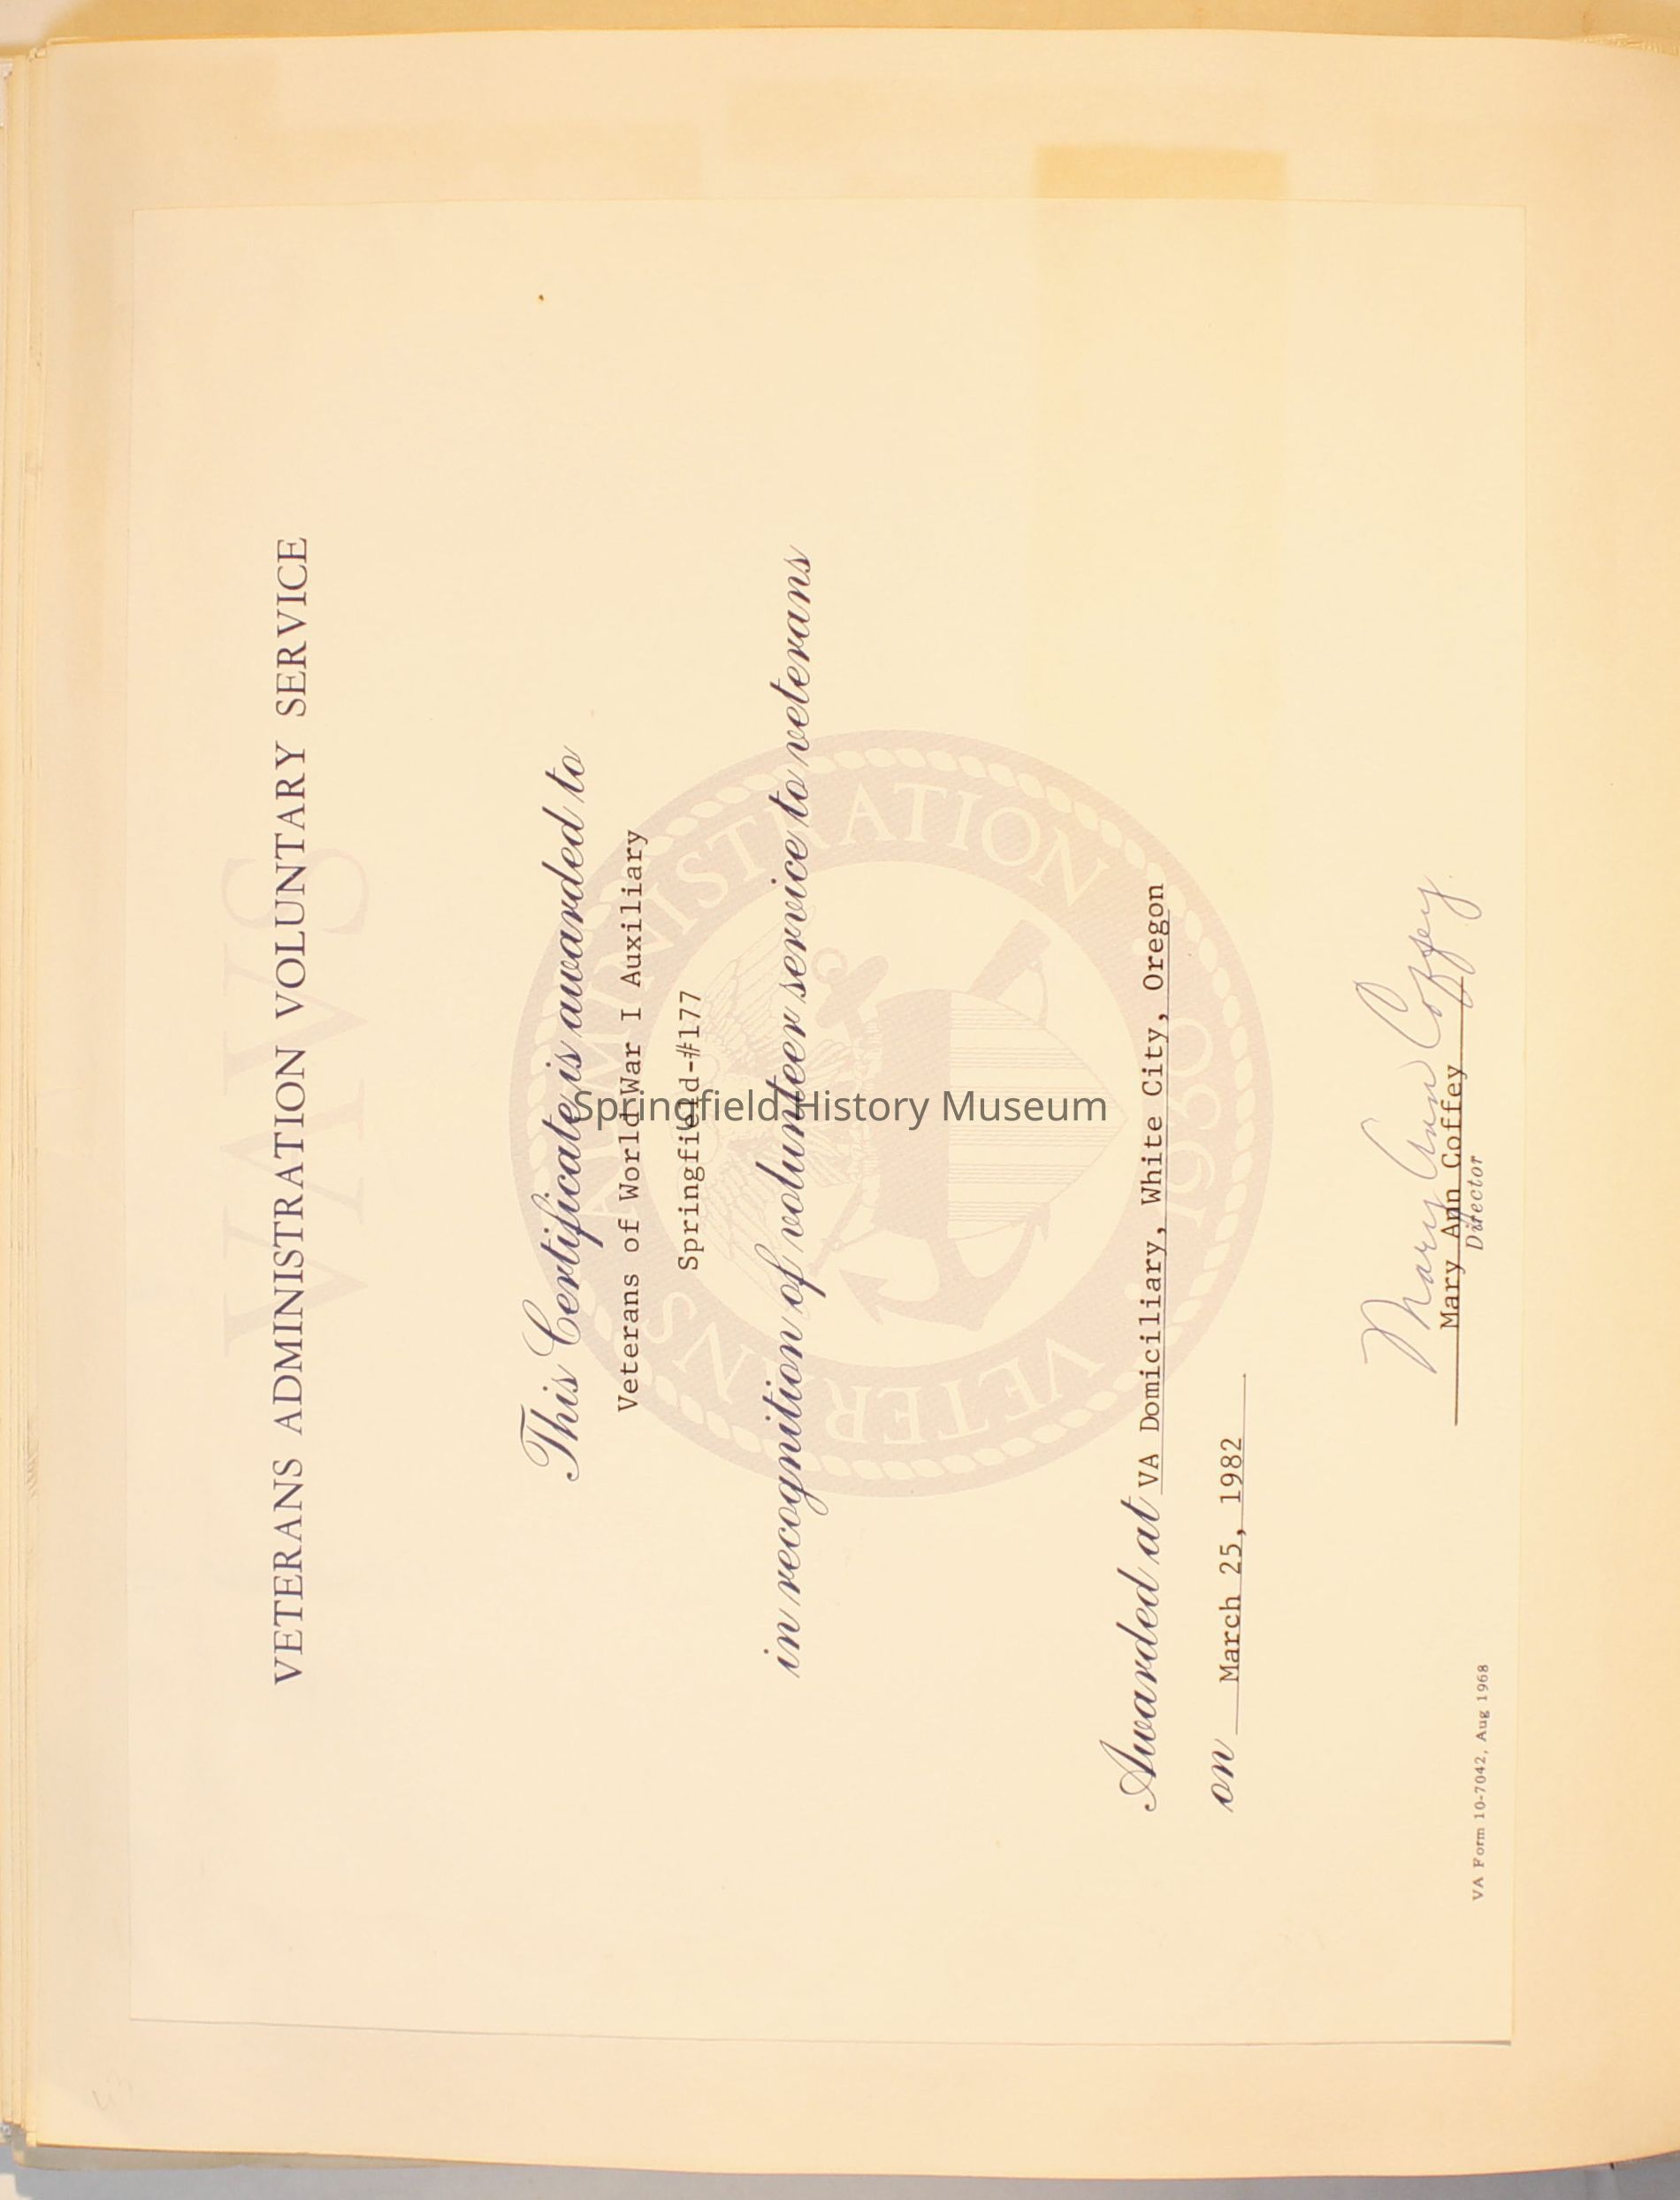 VAVS
VETERANS ADMINISTRATION VOLUNTARY SERVICE
This Certificate is awarded to
Veterans of World War I Auxiliary
Springfield-#177
in recognition of volunteer service to veterans
VETERANS ADMINISTRATION
1930
Awarded at VA Domiciliary, White City, Oregon
on March 25, 1982
Mary Ann Coffey
Mary Ann Coffey
Director
VA Form 10-7042, Aug 1968
Springfield History Museum